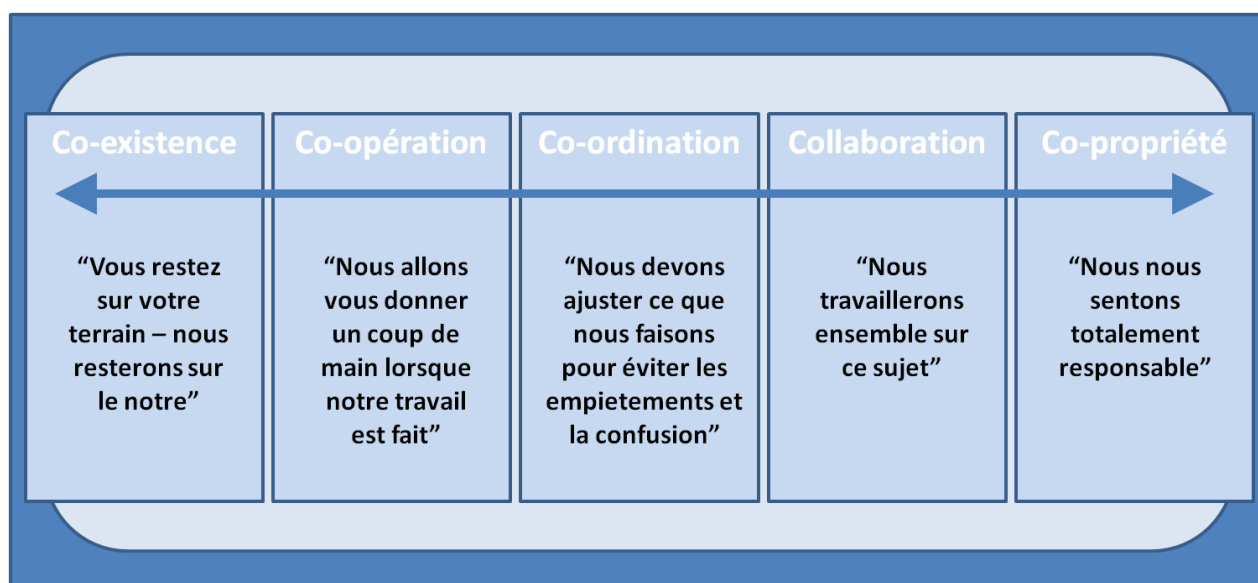 Co-existence
“Vous restez
sur votre
terrain – nous
resterons sur
le notre”
Co-opération
“Nous allons
vous donner
un coup de
main lorsque
notre travail
est fait”
Co-ordination
“Nous devons
ajuster ce que
nous faisons
pour éviter les
empietements et
la confusion”
Collaboration
“Nous
travaillerons
ensemble sur
ce sujet”
Co-propriété
“Nous nous
sentons
totalement
responsable”